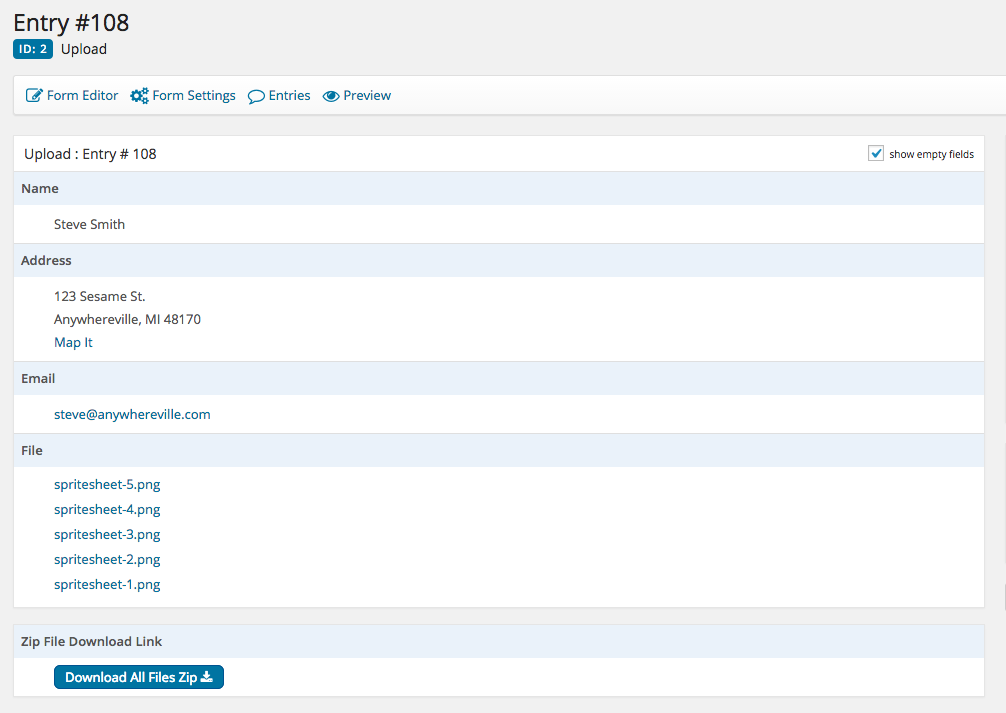 Entry #108
ID: 2 Upload
Form Editor Form Settings Entries Preview
Upload : Entry # 108 show empty fields
Name
Steve Smith
Address
123 Sesame St.
Anywhereville, MI 48170
Map It
Email
steve@anywhereville.com
File
spritesheet-5.png
spritesheet-4.png
spritesheet-3.png
spritesheet-2.png
spritesheet-1.png
Zip File Download Link
Download All Files Zip